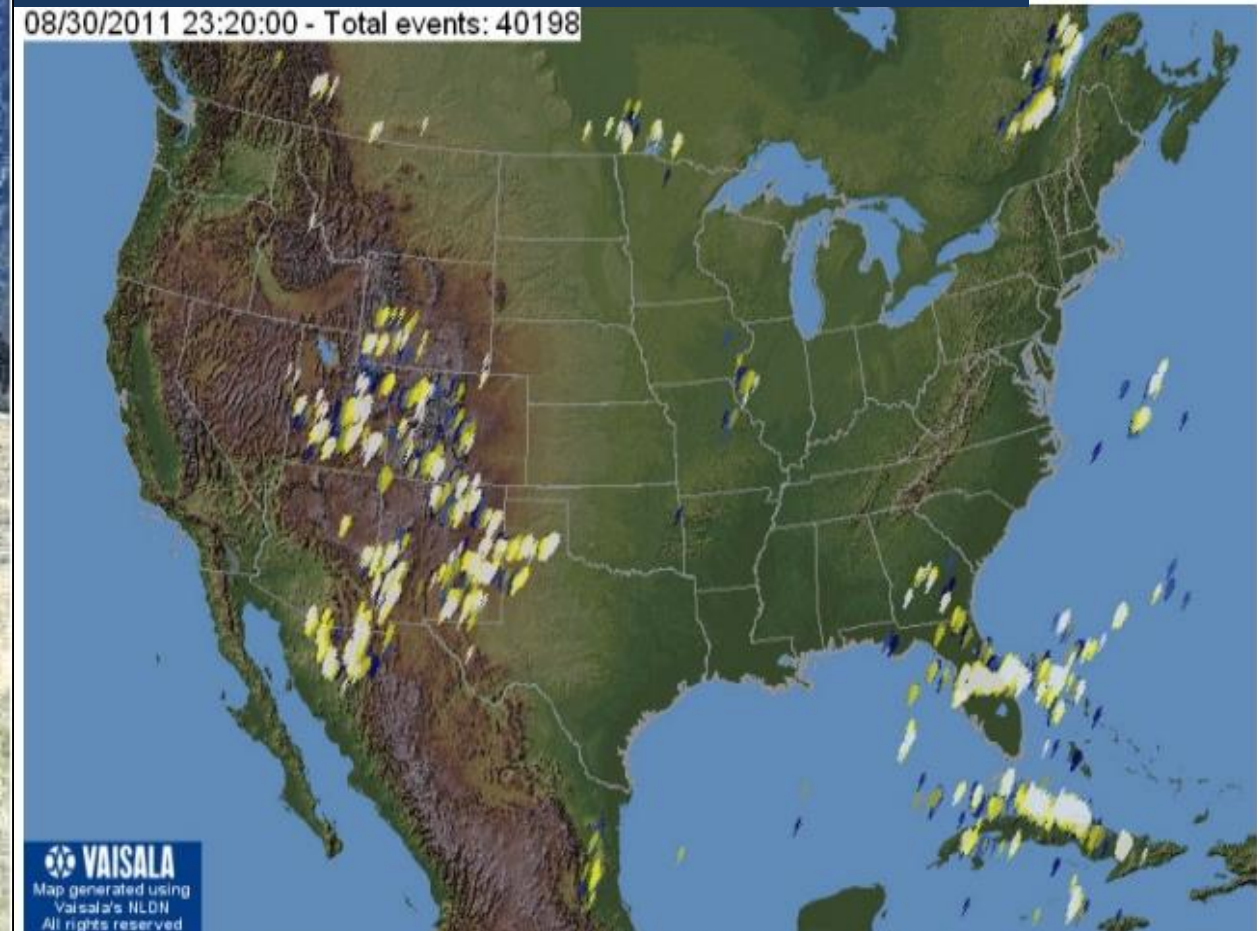 08/30/2011 23:20:00 - Total events: 40198
VAISALA
Map generated using
Vaisala's NLDN
All rights reserved